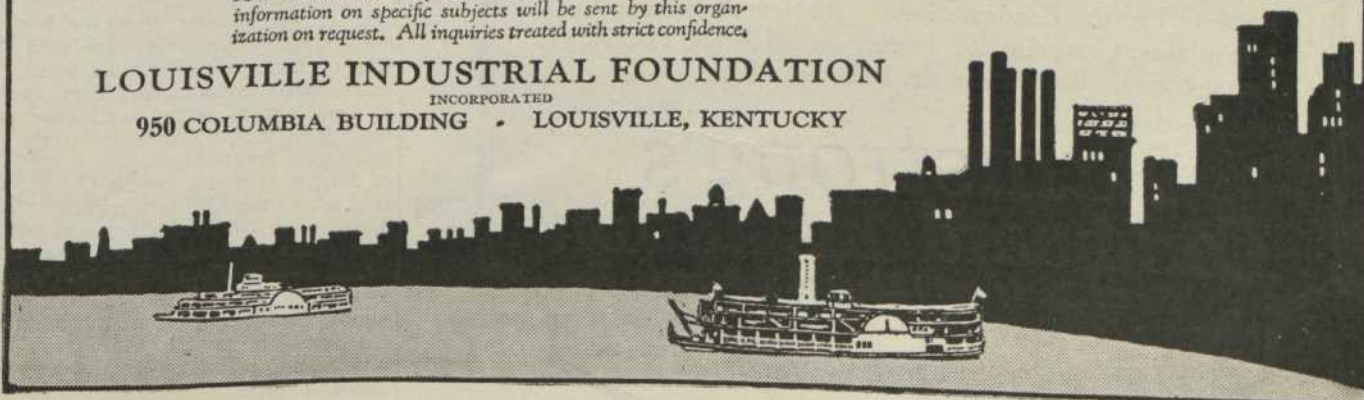 information on specific subjects will be sent by this organ-
ization on request. All inquiries treated with strict confidence.
LOUISVILLE INDUSTRIAL FOUNDATION
INCORPORATED
950 COLUMBIA BUILDING • LOUISVILLE, KENTUCKY